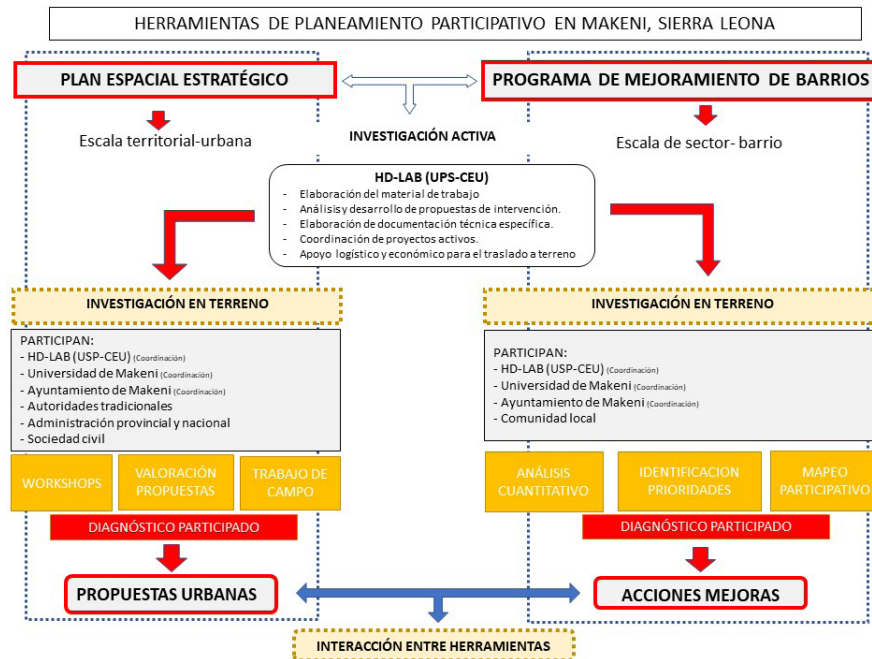 HERRAMIENTAS DE PLANEAMIENTO PARTICIPATIVO EN MAKENI, SIERRA LEONA
PLAN ESPACIAL ESTRATÉGICO
PROGRAMA DE MEJORAMIENTO DE BARRIOS
Escala territorial-urbana
INVESTIGACIÓN ACTIVA
Escala de sector- barrio
HD-LAB (UPS-CEU)
- Elaboración del material de trabajo
- Análisis y desarrollo de propuestas de intervención.
- Elaboración de documentación técnica específica.
- Coordinación de proyectos activos.
- Apoyo logístico y económico para el traslado a terreno
INVESTIGACIÓN EN TERRENO
PARTICIPAN:
- HD-LAB (USP-CEU) (Coordinación)
- Universidad de Makeni (Coordinación)
- Ayuntamiento de Makeni (Coordinación)
- Autoridades tradicionales
- Administración provincial y nacional
- Sociedad civil
WORKSHOPS
VALORACIÓN
PROPUESTAS
TRABAJO DE
CAMPO
DIAGNÓSTICO PARTICIPADO
PROPUESTAS URBANAS
INVESTIGACIÓN EN TERRENO
PARTICIPAN:
- HD-LAB (USP-CEU) (Coordinación)
- Universidad de Makeni (Coordinación)
- Ayuntamiento de Makeni (Coordinación)
- Comunidad local
ANÁLISIS
CUANTITATIVO
IDENTIFICACION
PRIORIDADES
MAPEO
PARTICIPATIVO
DIAGNÓSTICO PARTICIPADO
ACCIONES MEJORAS
INTERACCIÓN ENTRE HERRAMIENTAS